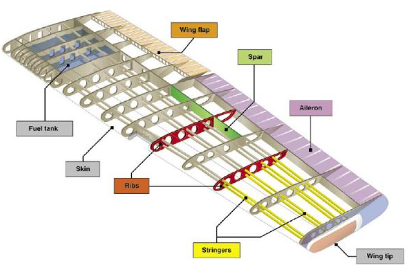 Wing flap
Spar
Aileron
Fuel tank
Skin
Ribs
Stringers
Wing tip